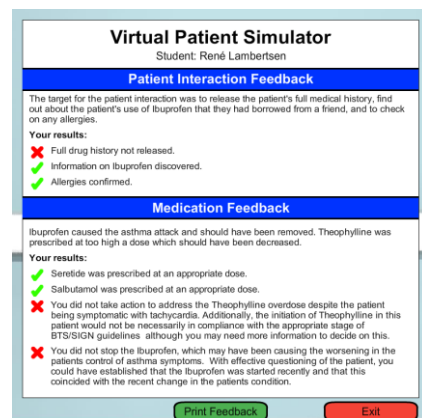 Virtual Patient Simulator
Student: René Lambertsen
Patient Interaction Feedback
The target for the patient interaction was to release the patient's full medical history, find
out about the patient's use of Ibuprofen that they had borrowed from a friend, and to check
on any allergies.
Your results:
Full drug history not released.
Information on Ibuprofen discovered.
Allergies confirmed.
Medication Feedback
Ibuprofen caused the asthma attack and should have been removed. Theophylline was
prescribed at too high a dose which should have been decreased.
Your results:
Seretide was prescribed at an appropriate dose.
Salbutamol was prescribed at an appropriate dose.
You did not take action to address the Theophylline overdose despite the patient
being symptomatic with tachycardia. Additionally, the initiation of Theophylline in this
patient would not be necessarily in compliance with the appropriate stage of
BTS/SIGN guidelines although you may need more information to decide on this.
You did not stop the Ibuprofen, which may have been causing the worsening in the
patients control of asthma symptoms. With effective questioning of the patient, you
could have established that the Ibuprofen was started recently and that this
coincided with the recent change in the patients condition.
Print Feedback
Exit